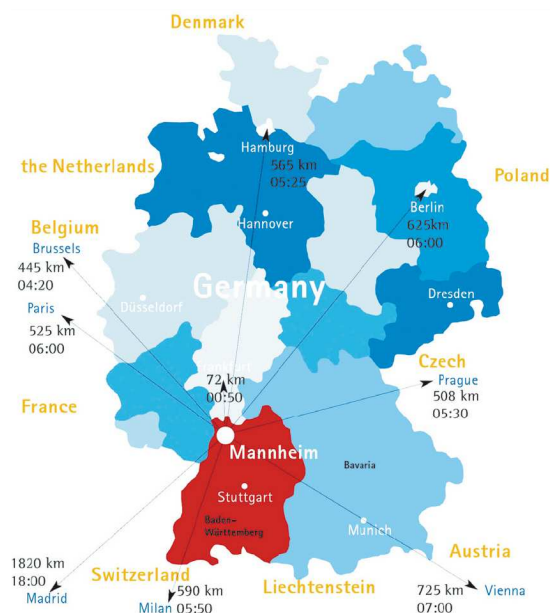 Denmark
Hamburg
565 km
05:25
the Netherlands
Poland
Berlin
625km
06:00
Hannover
Belgium
Brussels
445 km
04:20
Germany
Paris
525 km
06:00
Düsseldorf
Dresden
Czech
Prague
508 km
05:30
72 km
00:50
France
Mannheim
Bavaria
Stuttgart
Baden-
Württemberg
Munich
Austria
1820 km
18:00
Madrid
Switzerland
590 km
Milan 05:50
Liechtenstein
725 km
07:00
Vienna